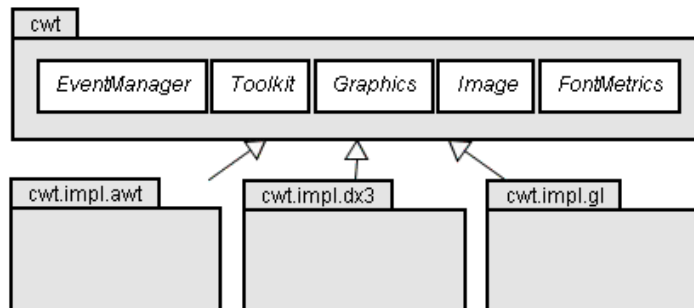 cwt
EventManager Toolkit Graphics Image FontMetrics
cwt.impl.awt cwt.impl.dx3 cwt.impl.gl